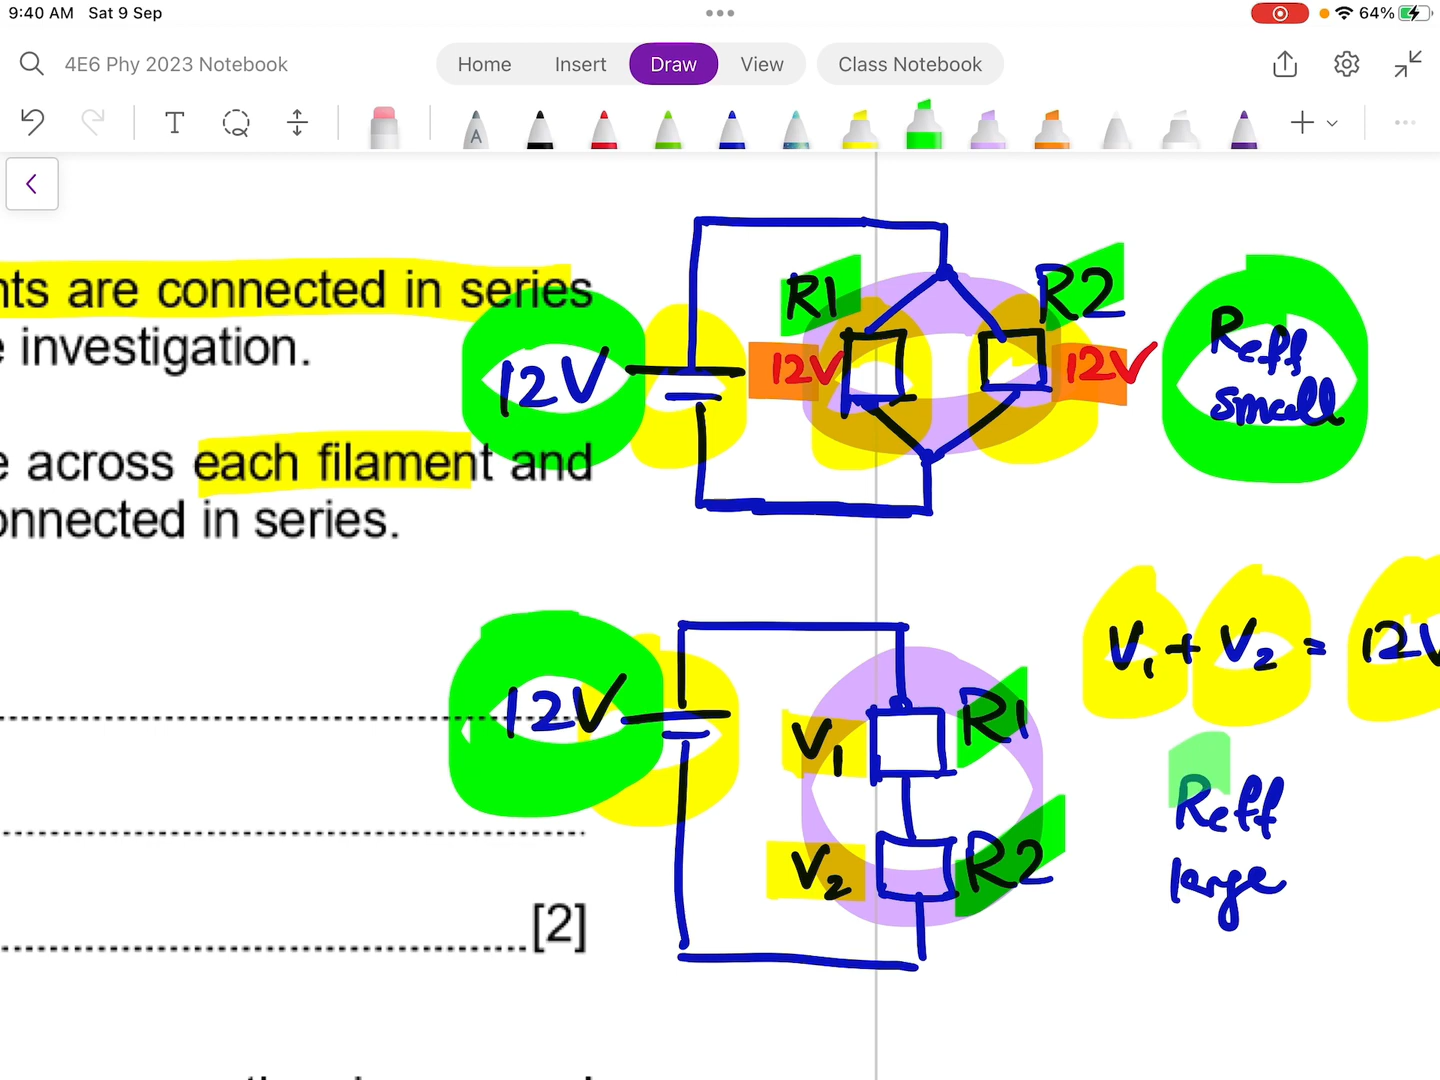 9:40 AM Sat 9 Sep
64%
4E6 Phy 2023 Notebook
Home Insert Draw View Class Notebook
T
A
nts are connected in series
e investigation.
e across each filament and
onnected in series.
[2]
12V
R1
R2
12V
12V
Reff
small
12V
V1
R1
V2
R2
V1 + V2 = 12V
Reff
large